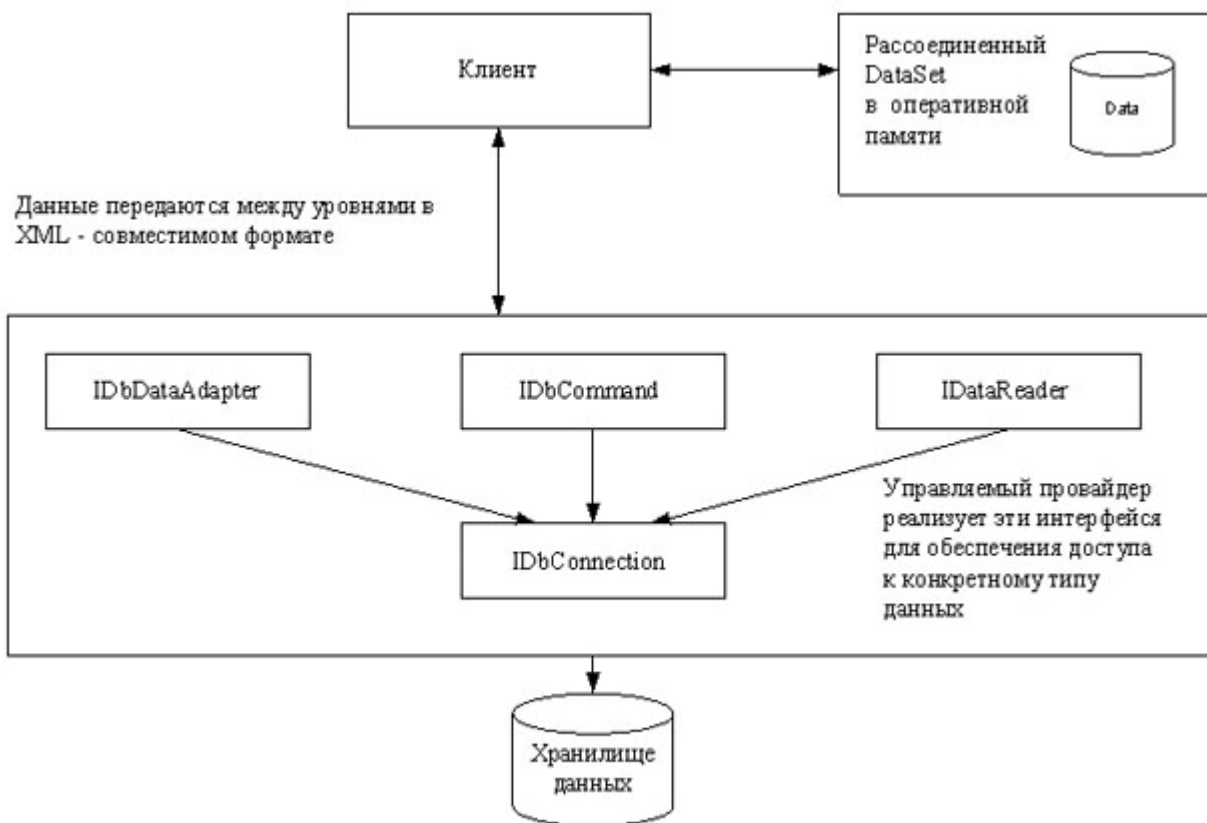 Клиент
Рассоединенный
DataSet
в оперативной
памяти
Data
Данные передаются между уровнями в
XML - совместимом формате
IDbDataAdapter
IDbCommand
IDataReader
IDbConnection
Управляемый провайдер
реализует эти интерфейся
для обеспечения доступа
к конкретному типу
данных
Хранилище
данных